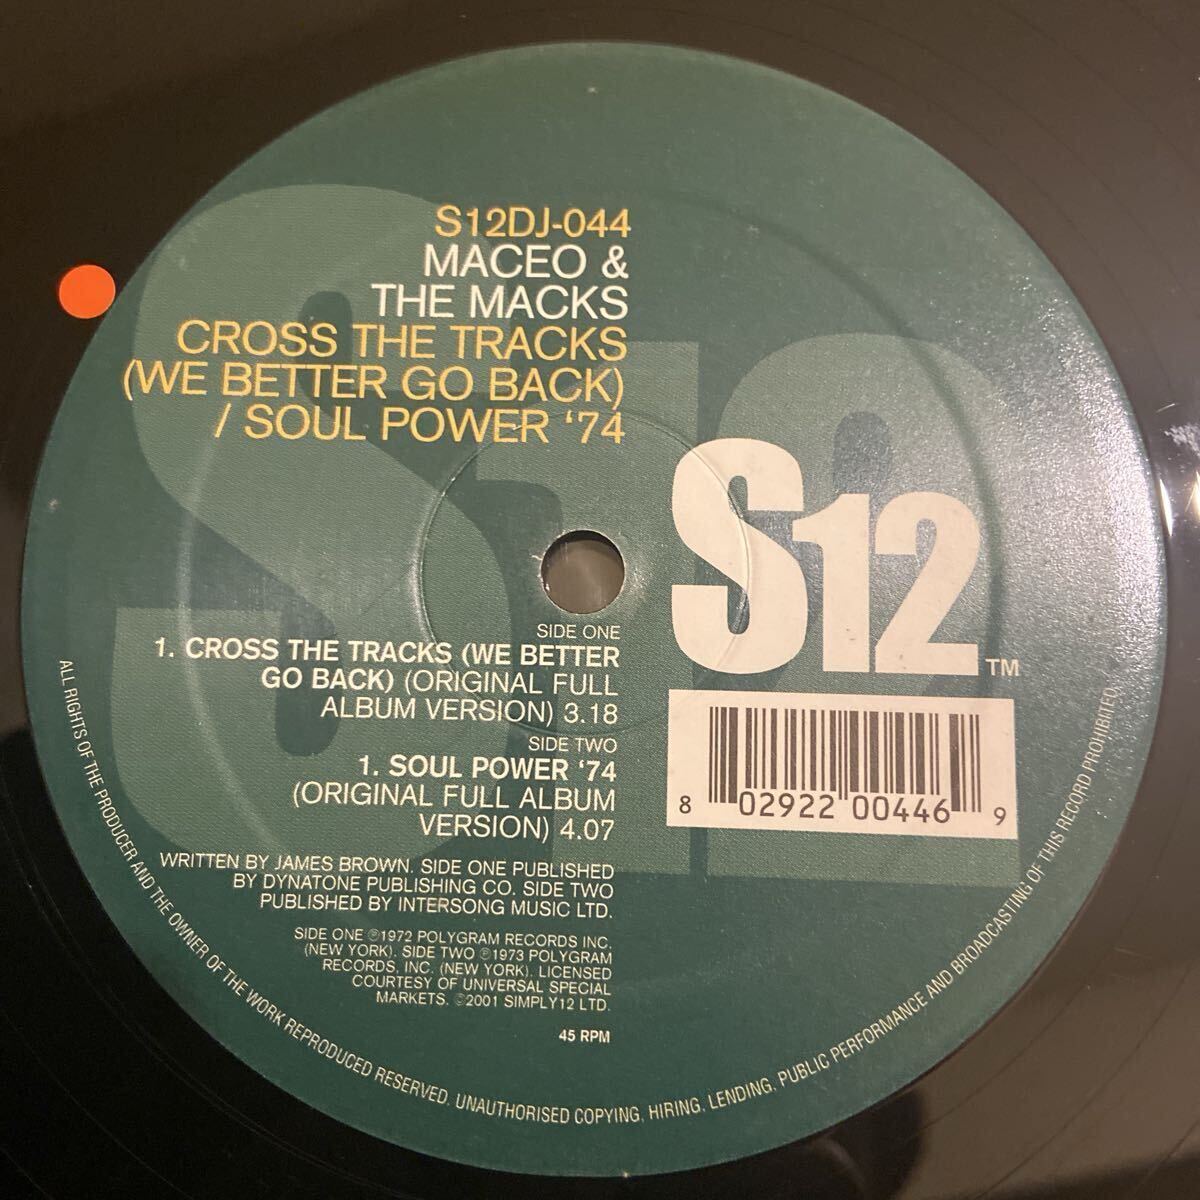 S12DJ-044
MACEO &
THE MACKS
CROSS THE TRACKS
(WE BETTER GO BACK)
/ SOUL POWER '74
S12
TM
SIDE ONE
1. CROSS THE TRACKS (WE BETTER
GO BACK) (ORIGINAL FULL
ALBUM VERSION) 3.18
SIDE TWO
1. SOUL POWER '74
(ORIGINAL FULL ALBUM
VERSION) 4.07
8 02922 00446 9
WRITTEN BY JAMES BROWN. SIDE ONE PUBLISHED
BY DYNATONE PUBLISHING CO. SIDE TWO
PUBLISHED BY INTERSONG MUSIC LTD.
SIDE ONE ℗1972 POLYGRAM RECORDS INC.
(NEW YORK). SIDE TWO ℗1973 POLYGRAM
RECORDS, INC. (NEW YORK). LICENSED
COURTESY OF UNIVERSAL SPECIAL
MARKETS. ©2001 SIMPLY12 LTD.
45 RPM
ALL RIGHTS OF THE PRODUCER AND THE OWNER OF THE WORK REPRODUCED RESERVED. UNAUTHORISED COPYING, HIRING, LENDING, PUBLIC PERFORMANCE AND BROADCASTING OF THIS RECORD PROHIBITED.
S12